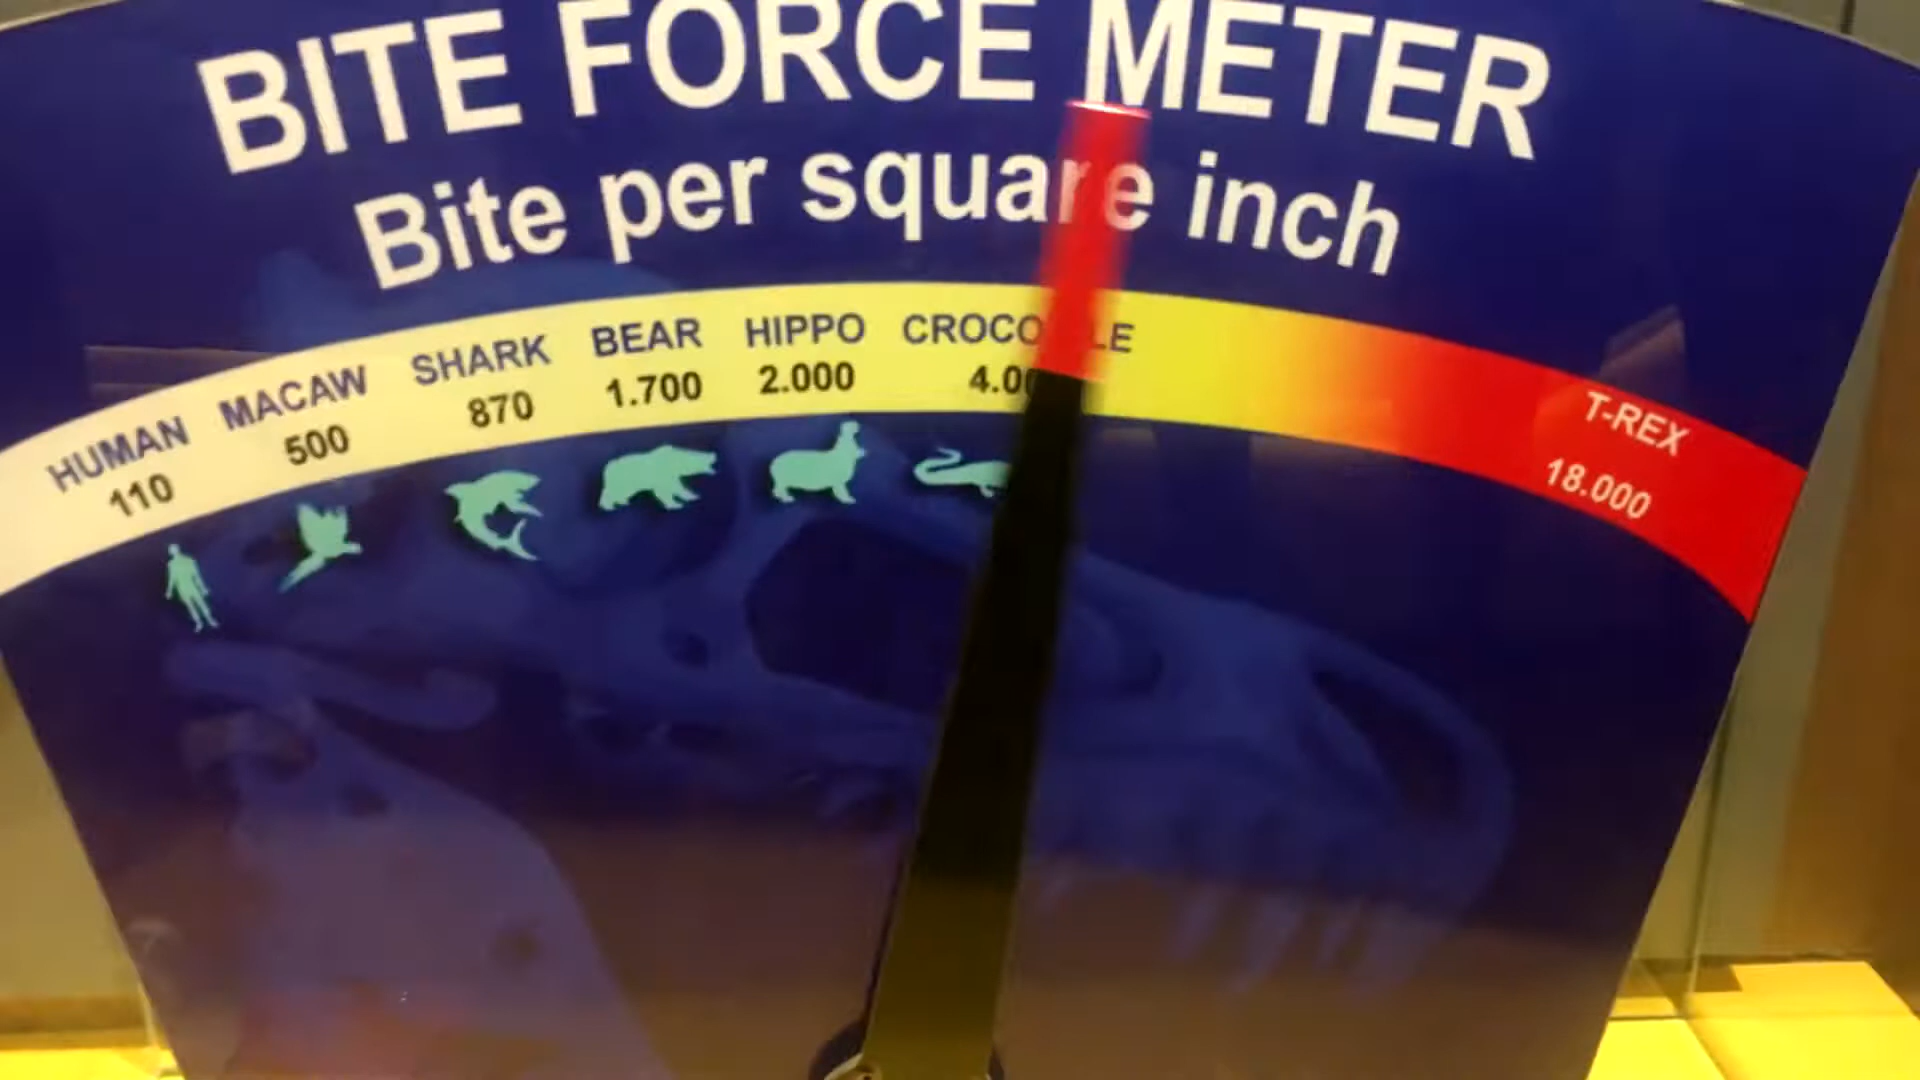 BITE FORCE METER
Bite per square inch
HUMAN MACAW SHARK BEAR HIPPO T-REX
110 500 870 1.700 2.000 18.000